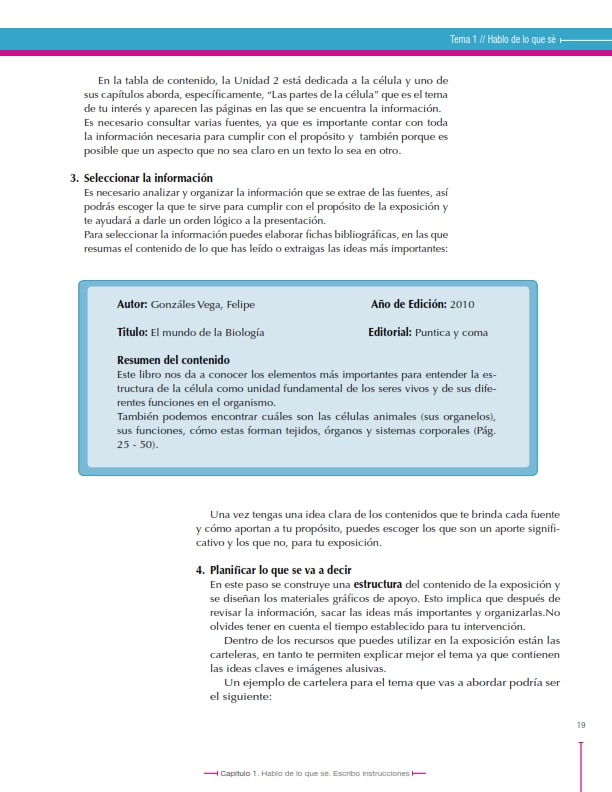 Tema 1 // Hablo de lo que sé
En la tabla de contenido, la Unidad 2 está dedicada a la célula y uno de
sus capítulos aborda, específicamente, “Las partes de la célula” que es el tema
de tu interés y aparecen las páginas en las que se encuentra la información.
Es necesario consultar varias fuentes, ya que es importante contar con toda
la información necesaria para cumplir con el propósito y también porque es
posible que un aspecto que no sea claro en un texto lo sea en otro.
3. Seleccionar la información
Es necesario analizar y organizar la información que se extrae de las fuentes, así
podrás escoger la que te sirve para cumplir con el propósito de la exposición y
te ayudará a darle un orden lógico a la presentación.
Para seleccionar la información puedes elaborar fichas bibliográficas, en las que
resumas el contenido de lo que has leído o extraigas las ideas más importantes:
Autor: Gonzáles Vega, Felipe Año de Edición: 2010
Titulo: El mundo de la Biología Editorial: Puntica y coma
Resumen del contenido
Este libro nos da a conocer los elementos más importantes para entender la es-
tructura de la célula como unidad fundamental de los seres vivos y de sus dife-
rentes funciones en el organismo.
También podemos encontrar cuáles son las células animales (sus organelos),
sus funciones, cómo estas forman tejidos, órganos y sistemas corporales (Pág.
25 - 50).
Una vez tengas una idea clara de los contenidos que te brinda cada fuente
y cómo aportan a tu propósito, puedes escoger los que son un aporte signifi-
cativo y los que no, para tu exposición.
4. Planificar lo que se va a decir
En este paso se construye una estructura del contenido de la exposición y
se diseñan los materiales gráficos de apoyo. Esto implica que después de
revisar la información, sacar las ideas más importantes y organizarlas.No
olvides tener en cuenta el tiempo establecido para tu intervención.
Dentro de los recursos que puedes utilizar en la exposición están las
carteleras, en tanto te permiten explicar mejor el tema ya que contienen
las ideas claves e imágenes alusivas.
Un ejemplo de cartelera para el tema que vas a abordar podría ser
el siguiente:
19
Capítulo 1. Hablo de lo que sé. Escribo instrucciones